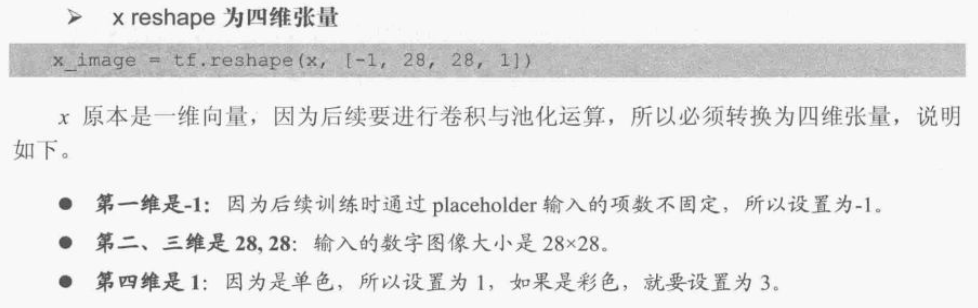 ➢ x reshape 为四维张量
x_image = tf.reshape(x, [-1, 28, 28, 1])
x 原本是一维向量，因为后续要进行卷积与池化运算，所以必须转换为四维张量，说明
如下。
● 第一维是-1：因为后续训练时通过 placeholder 输入的项数不固定，所以设置为-1。
● 第二、三维是 28, 28：输入的数字图像大小是 28×28。
● 第四维是 1：因为是单色，所以设置为 1，如果是彩色，就要设置为 3。